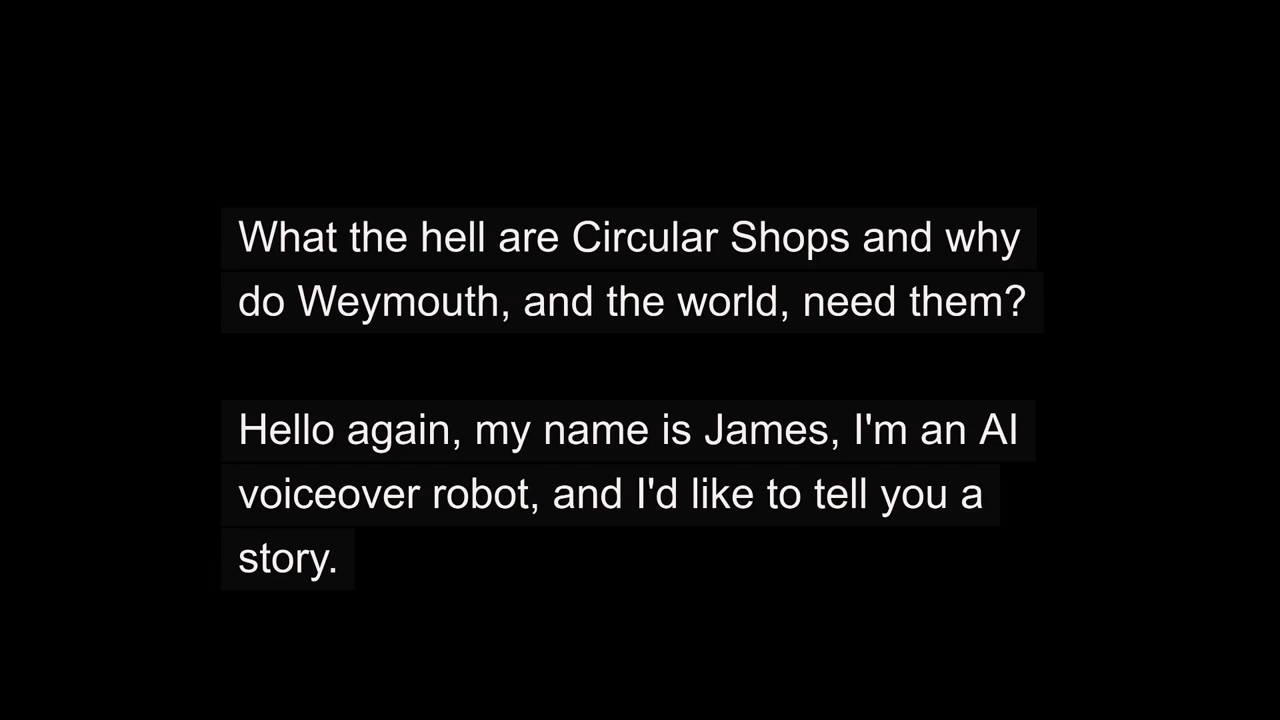 What the hell are Circular Shops and why
do Weymouth, and the world, need them?
Hello again, my name is James, I'm an AI
voiceover robot, and I'd like to tell you a
story.